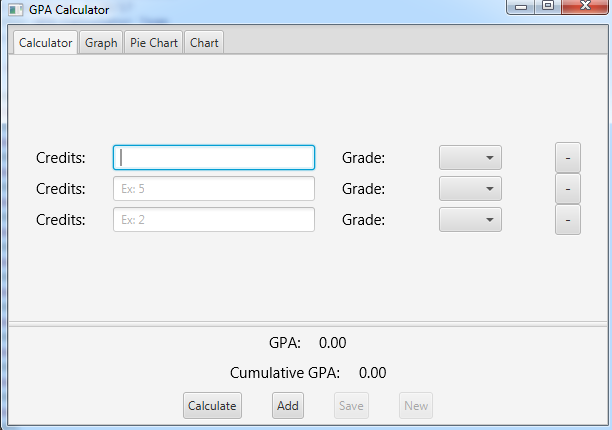 GPA Calculator
Calculator Graph Pie Chart Chart
Credits: Grade: -
Credits: Ex: 5 Grade: -
Credits: Ex: 2 Grade: -
GPA: 0.00
Cumulative GPA: 0.00
Calculate Add Save New